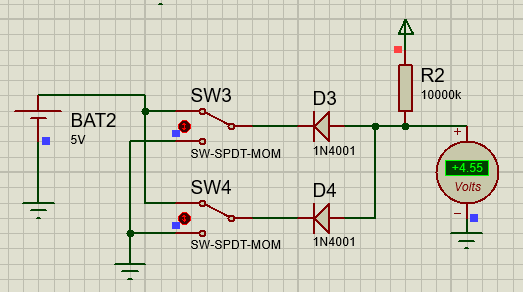 R2
10000k
SW3
D3
BAT2
5V
SW-SPDT-MOM
1N4001
+
+4.55
Volts
−
SW4
D4
SW-SPDT-MOM
1N4001